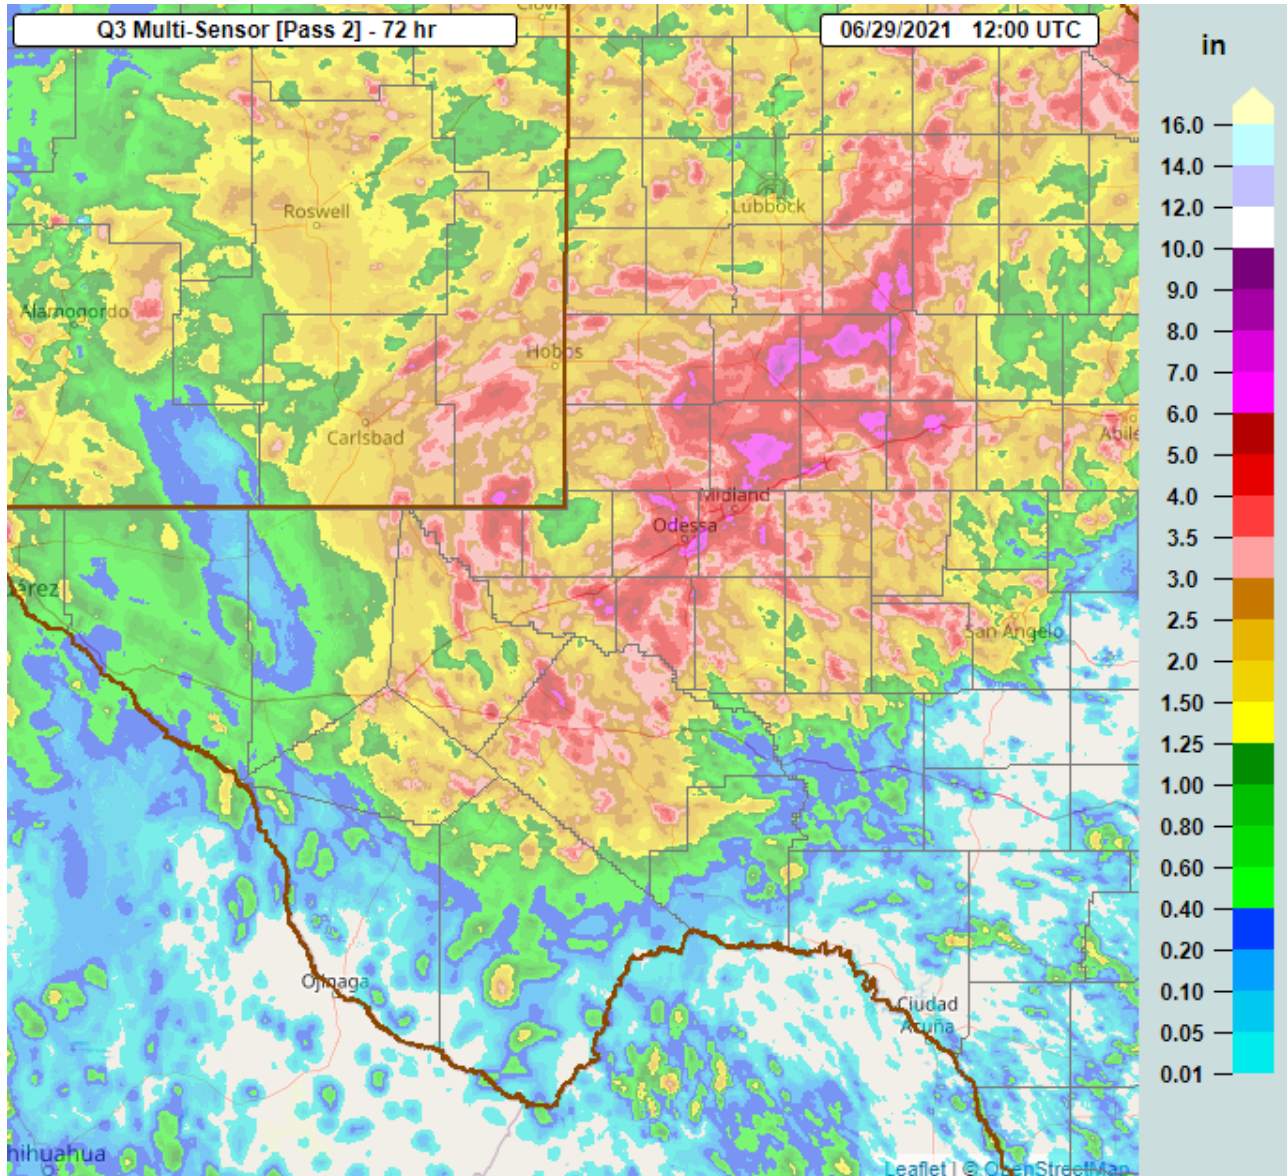 Clovis
Q3 Multi-Sensor [Pass 2] - 72 hr
06/29/2021 12:00 UTC
in
16.0
14.0
12.0
10.0
9.0
8.0
7.0
6.0
5.0
4.0
3.5
3.0
2.5
2.0
1.50
1.25
1.00
0.80
0.60
0.40
0.20
0.10
0.05
0.01
Lubbock
Roswell
Alamogordo
Hobbs
Carlsbad
Abile
Midland
Odessa
árez
San Angelo
Ojinaga
Ciudad
Acuña
hihuahua
Leaflet | © OpenStreetMap